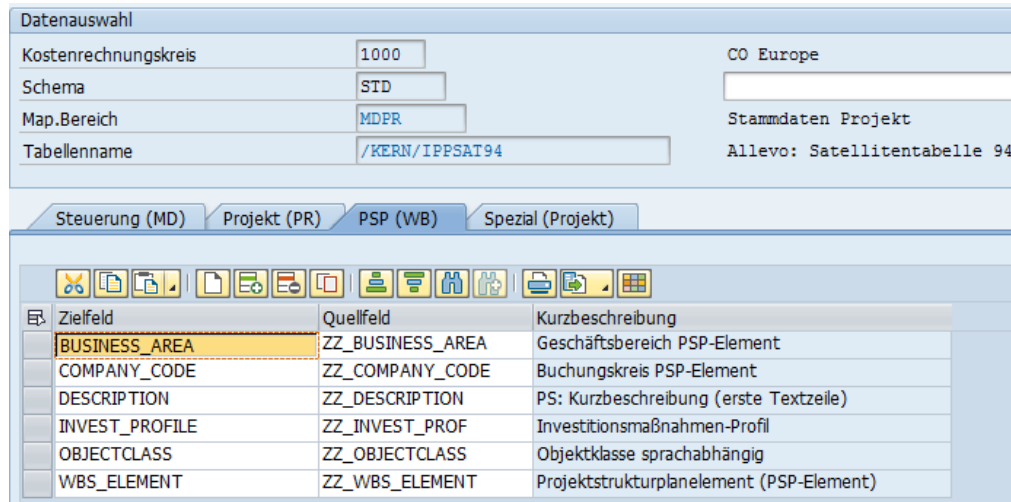 Datenauswahl
Kostenrechnungskreis 1000 CO Europe
Schema STD
Map.Bereich MDPR Stammdaten Projekt
Tabellenname /KERN/IPPSAT94 Allevo: Satellitentabelle 94
Steuerung (MD) Projekt (PR) PSP (WB) Spezial (Projekt)
Zielfeld Quellfeld Kurzbeschreibung
BUSINESS_AREA ZZ_BUSINESS_AREA Geschäftsbereich PSP-Element
COMPANY_CODE ZZ_COMPANY_CODE Buchungskreis PSP-Element
DESCRIPTION ZZ_DESCRIPTION PS: Kurzbeschreibung (erste Textzeile)
INVEST_PROFILE ZZ_INVEST_PROF Investitionsmaßnahmen-Profil
OBJECTCLASS ZZ_OBJECTCLASS Objektklasse sprachabhängig
WBS_ELEMENT ZZ_WBS_ELEMENT Projektstrukturplanelement (PSP-Element)